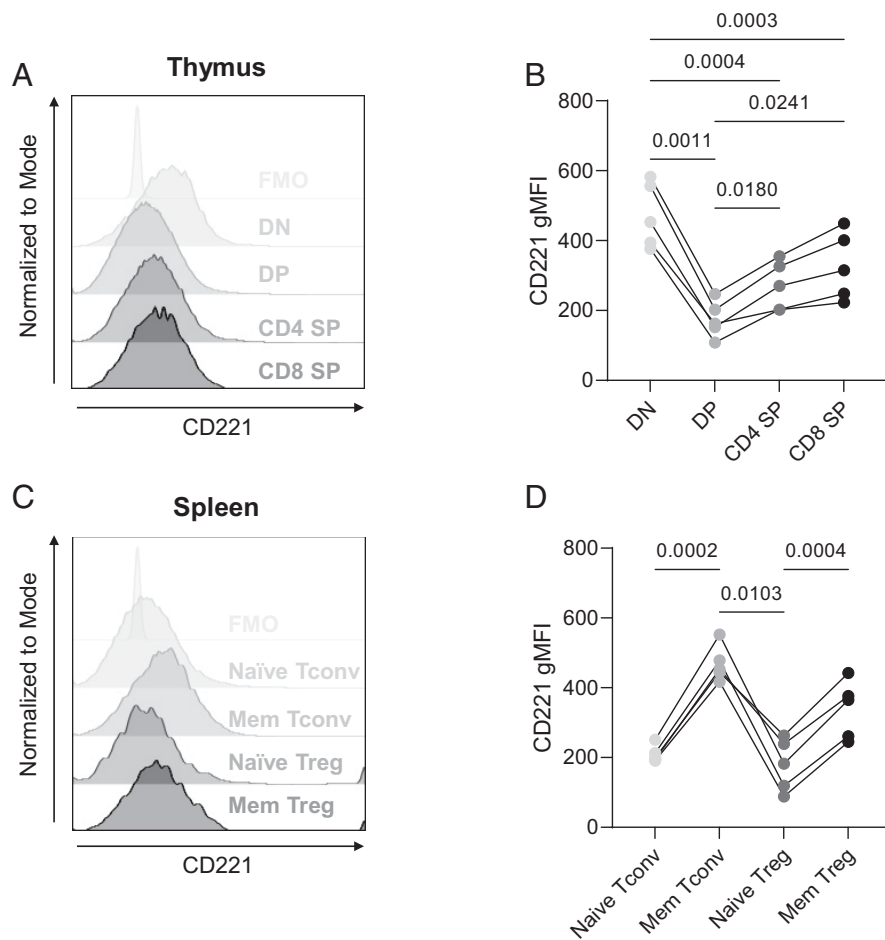 A
Thymus
Normalized to Mode
FMO
DN
DP
CD4 SP
CD8 SP
CD221
B
0.0003
0.0004
0.0241
0.0011
0.0180
CD221 gMFI
800
600
400
200
0
DN
DP
CD4 SP
CD8 SP
C
Spleen
Normalized to Mode
FMO
Naïve Tconv
Mem Tconv
Naïve Treg
Mem Treg
CD221
D
0.0002
0.0004
0.0103
CD221 gMFI
800
600
400
200
0
Naive Tconv
Mem Tconv
Naive Treg
Mem Treg